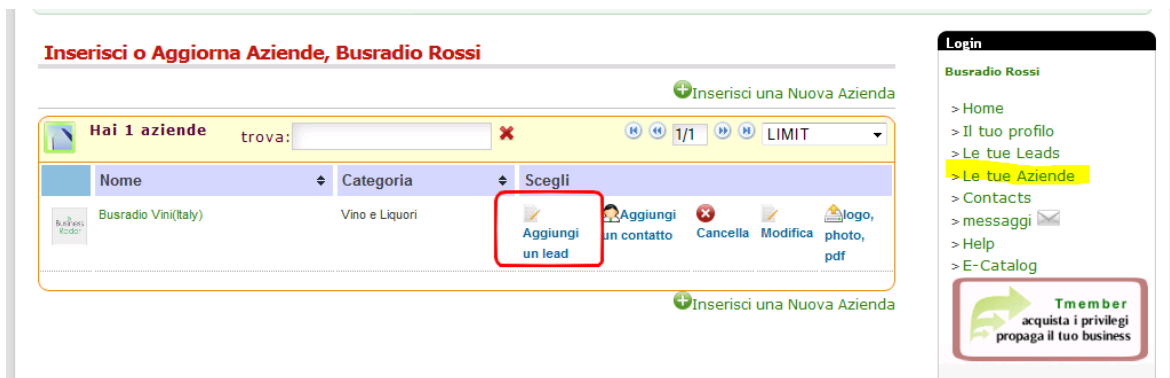 Inserisci o Aggiorna Aziende, Busradio Rossi
Inserisci una Nuova Azienda
Hai 1 aziende trova: 1/1 LIMIT
Nome Categoria Scegli
Business Radar
Busradio Vini(Italy) Vino e Liquori
Aggiungi un lead
Aggiungi un contatto
Cancella
Modifica
logo, photo, pdf
Inserisci una Nuova Azienda
Login
Busradio Rossi
> Home
> Il tuo profilo
> Le tue Leads
> Le tue Aziende
> Contacts
> messaggi
> Help
> E-Catalog
Tmember
acquista i privilegi
propaga il tuo business